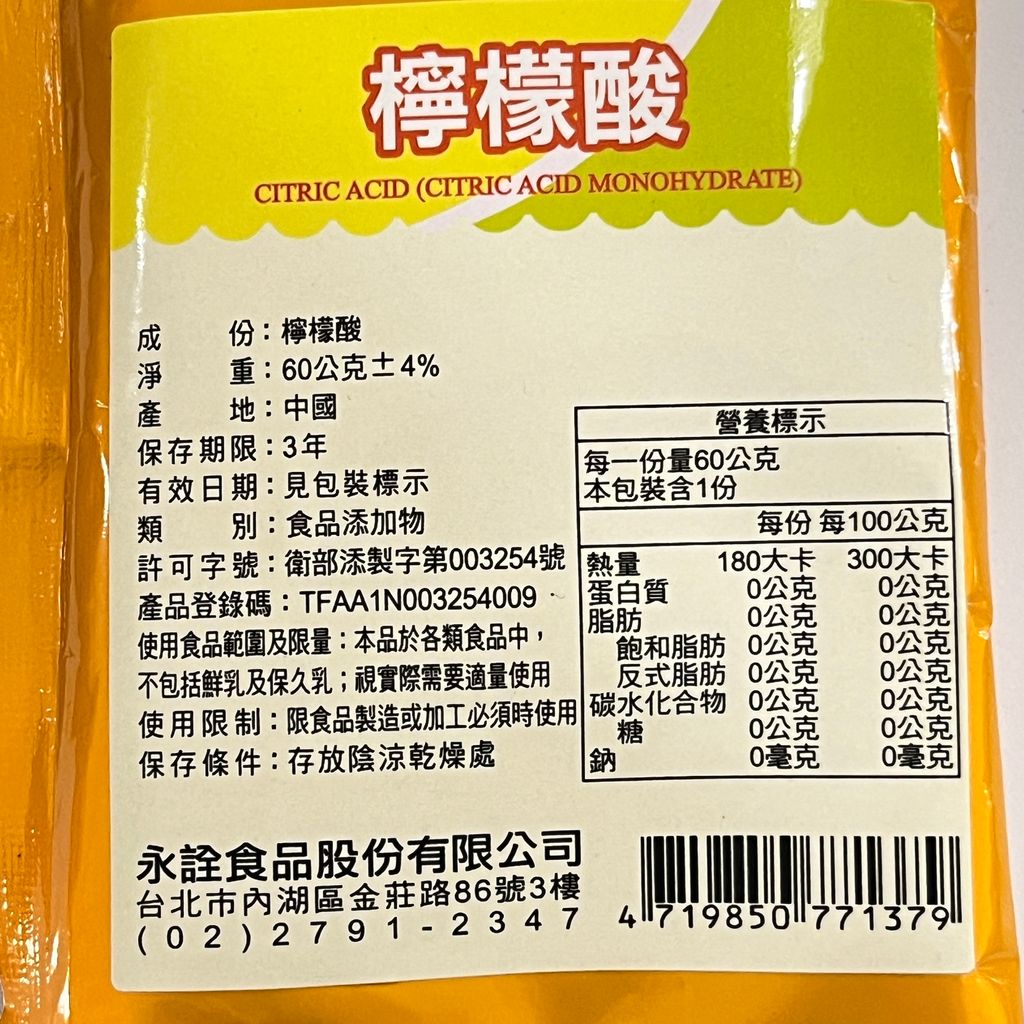 檸檬酸
CITRIC ACID (CITRIC ACID MONOHYDRATE)
成　　份：檸檬酸
淨　　重：60公克±4%
產　　地：中國
保存期限：3年
有效日期：見包裝標示
類　　別：食品添加物
許可字號：衛部添製字第003254號
產品登錄碼：TFAA1N003254009
使用食品範圍及限量：本品於各類食品中，
不包括鮮乳及保久乳；視實際需要適量使用
使用限制：限食品製造或加工必須時使用
保存條件：存放陰涼乾燥處
營養標示
每一份量60公克
本包裝含1份
每份 每100公克
熱量 180大卡 300大卡
蛋白質 0公克 0公克
脂肪 0公克 0公克
飽和脂肪 0公克 0公克
反式脂肪 0公克 0公克
碳水化合物 0公克 0公克
糖 0公克 0公克
鈉 0毫克 0毫克
永詮食品股份有限公司
台北市內湖區金莊路86號3樓
(02)2791-2347
4 719850 771379